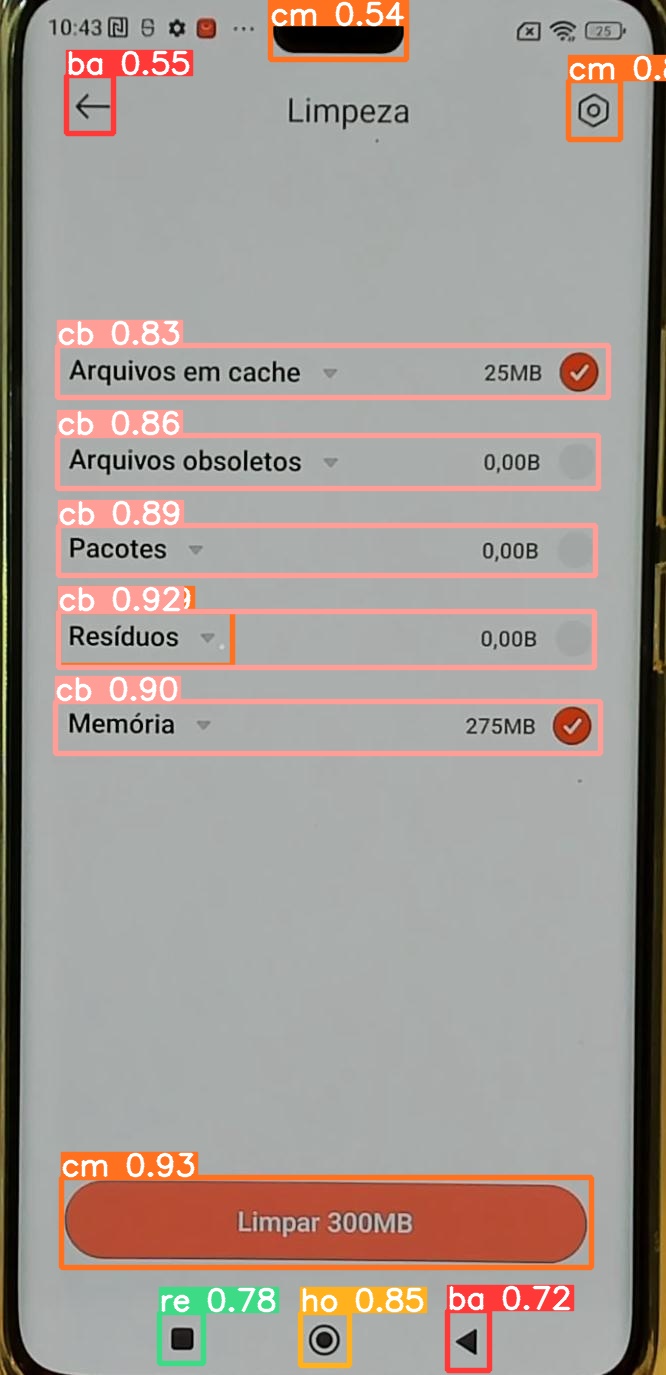 10:43 ... 25
cm 0.54
ba 0.55
cm 0.8
Limpeza
cb 0.83
Arquivos em cache 25MB
cb 0.86
Arquivos obsoletos 0,00B
cb 0.89
Pacotes 0,00B
cb 0.92
Resíduos 0,00B
cb 0.90
Memória 275MB
cm 0.93
Limpar 300MB
re 0.78 ho 0.85 ba 0.72